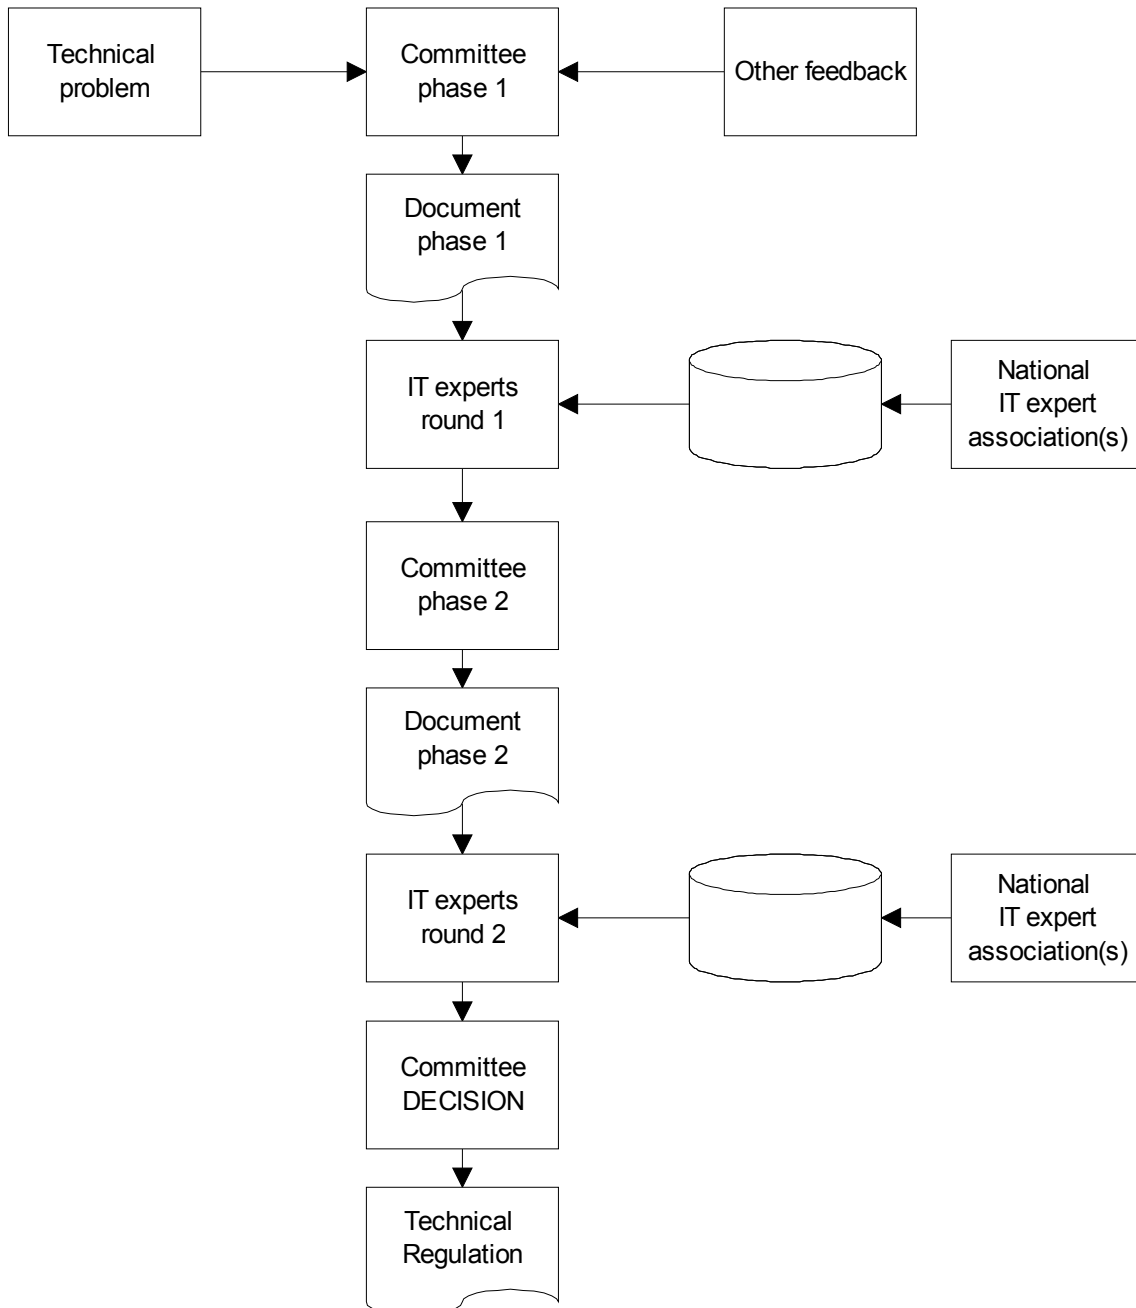 Technical
problem
Committee
phase 1
Other feedback
Document
phase 1
IT experts
round 1
National
IT expert
association(s)
Committee
phase 2
Document
phase 2
IT experts
round 2
National
IT expert
association(s)
Committee
DECISION
Technical
Regulation